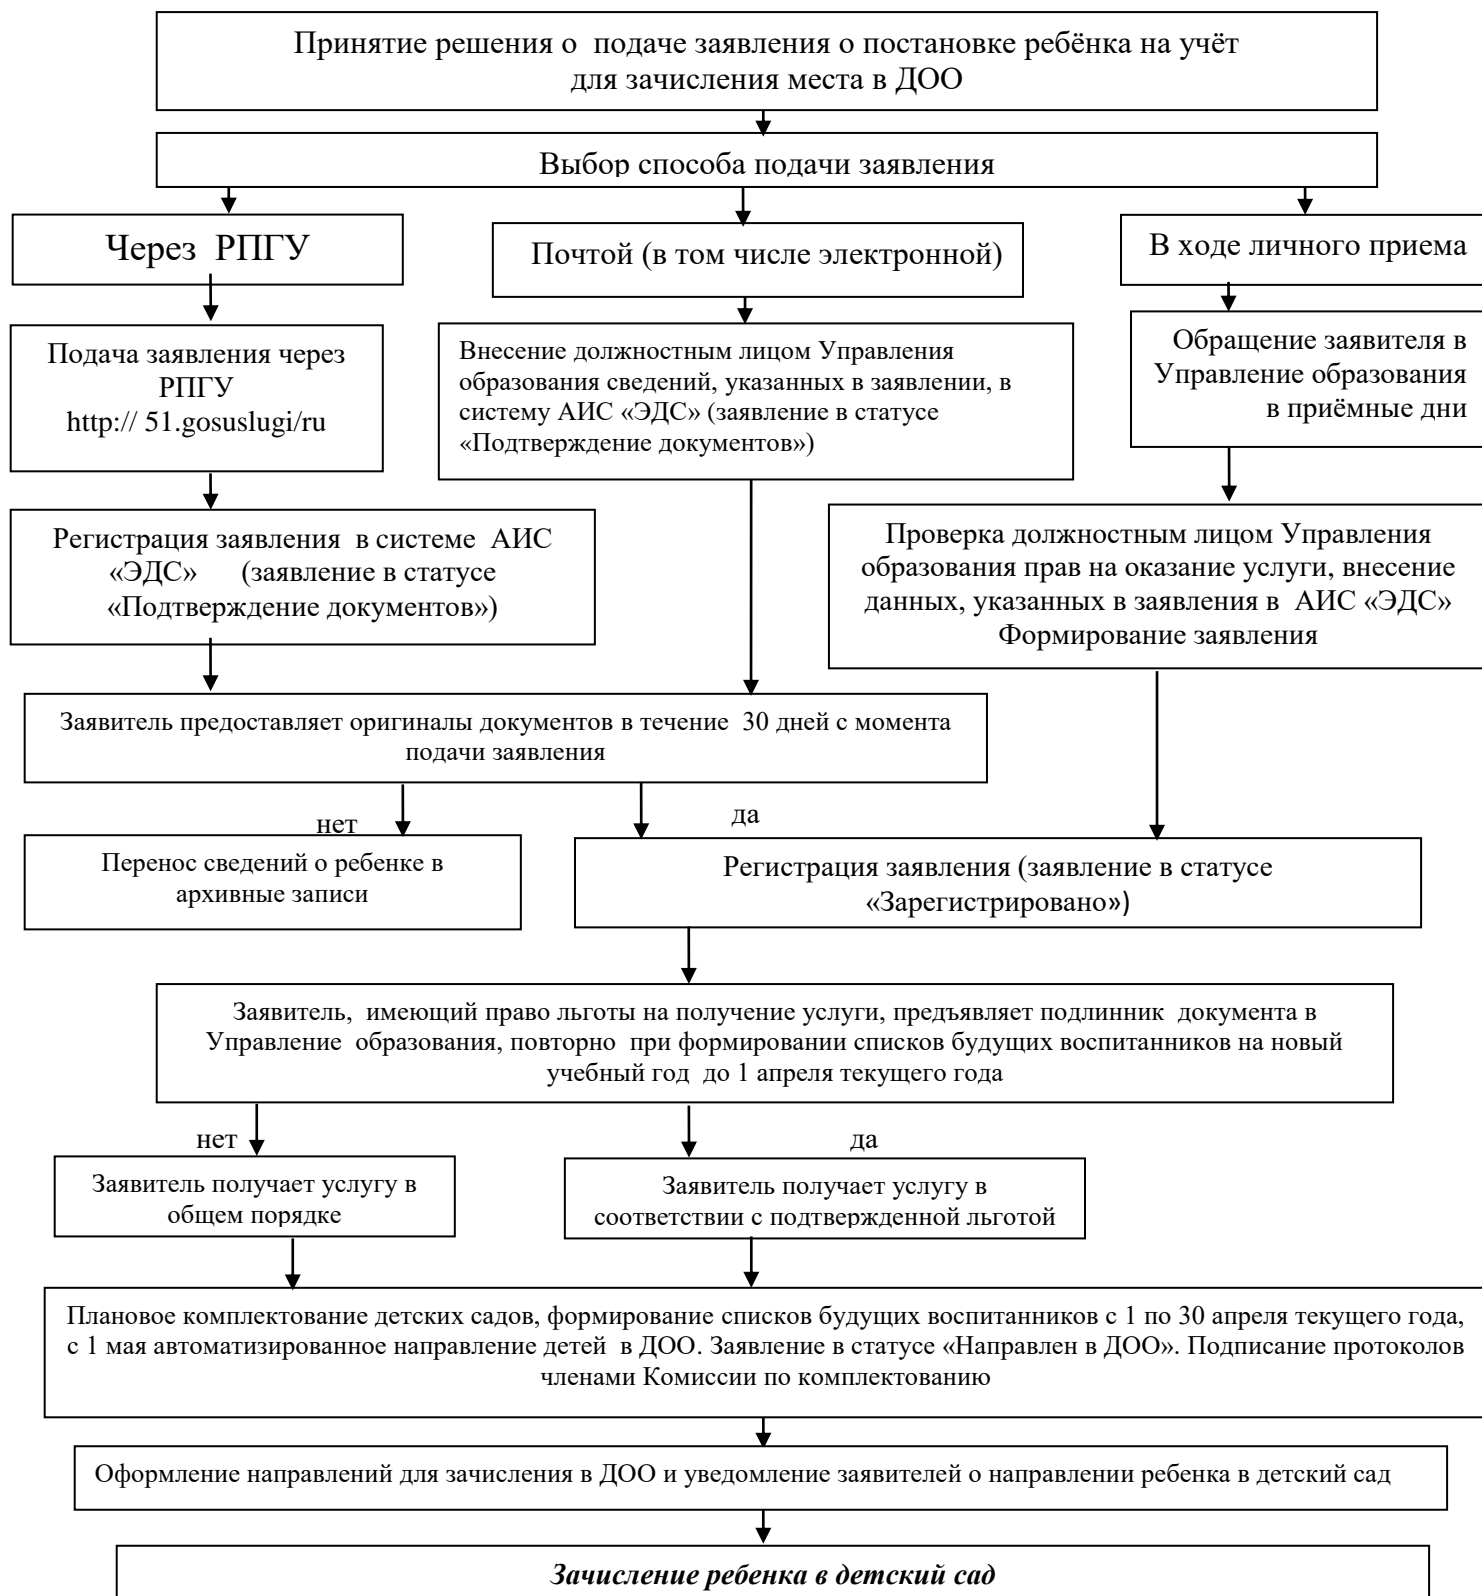 Принятие решения о подаче заявления о постановке ребёнка на учёт
для зачисления места в ДОО
Выбор способа подачи заявления
Через РПГУ
Почтой (в том числе электронной)
В ходе личного приема
Подача заявления через
РПГУ
http:// 51.gosuslugi/ru
Внесение должностным лицом Управления
образования сведений, указанных в заявлении, в
систему АИС «ЭДС» (заявление в статусе
«Подтверждение документов»)
Обращение заявителя в
Управление образования
в приёмные дни
Регистрация заявления в системе АИС
«ЭДС» (заявление в статусе
«Подтверждение документов»)
Проверка должностным лицом Управления
образования прав на оказание услуги, внесение
данных, указанных в заявления в АИС «ЭДС»
Формирование заявления
Заявитель предоставляет оригиналы документов в течение 30 дней с момента
подачи заявления
нет
да
Перенос сведений о ребенке в
архивные записи
Регистрация заявления (заявление в статусе
«Зарегистрировано»)
Заявитель, имеющий право льготы на получение услуги, предъявляет подлинник документа в
Управление образования, повторно при формировании списков будущих воспитанников на новый
учебный год до 1 апреля текущего года
нет
да
Заявитель получает услугу в
общем порядке
Заявитель получает услугу в
соответствии с подтвержденной льготой
Плановое комплектование детских садов, формирование списков будущих воспитанников с 1 по 30 апреля текущего года,
с 1 мая автоматизированное направление детей в ДОО. Заявление в статусе «Направлен в ДОО». Подписание протоколов
членами Комиссии по комплектованию
Оформление направлений для зачисления в ДОО и уведомление заявителей о направлении ребенка в детский сад
Зачисление ребенка в детский сад